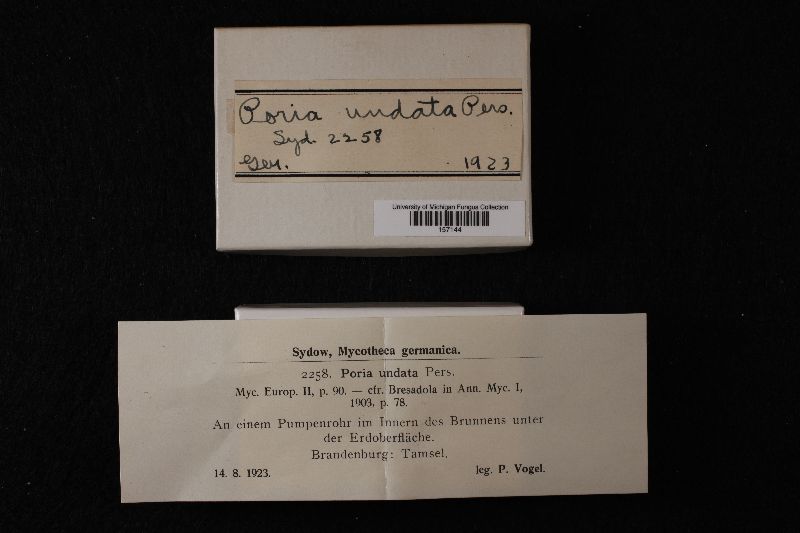 Poria undata Pers.
Syd. 2258
Ger. 1923
University of Michigan Fungus Collection
157144
Sydow, Mycotheca germanica.
2258. Poria undata Pers.
Myc. Europ. II, p. 90. — cfr. Bresadola in Ann. Myc. I,
1903, p. 78.
An einem Pumpenrohr im Innern des Brunnens unter
der Erdoberfläche.
Brandenburg: Tamsel.
14. 8. 1923. leg. P. Vogel.